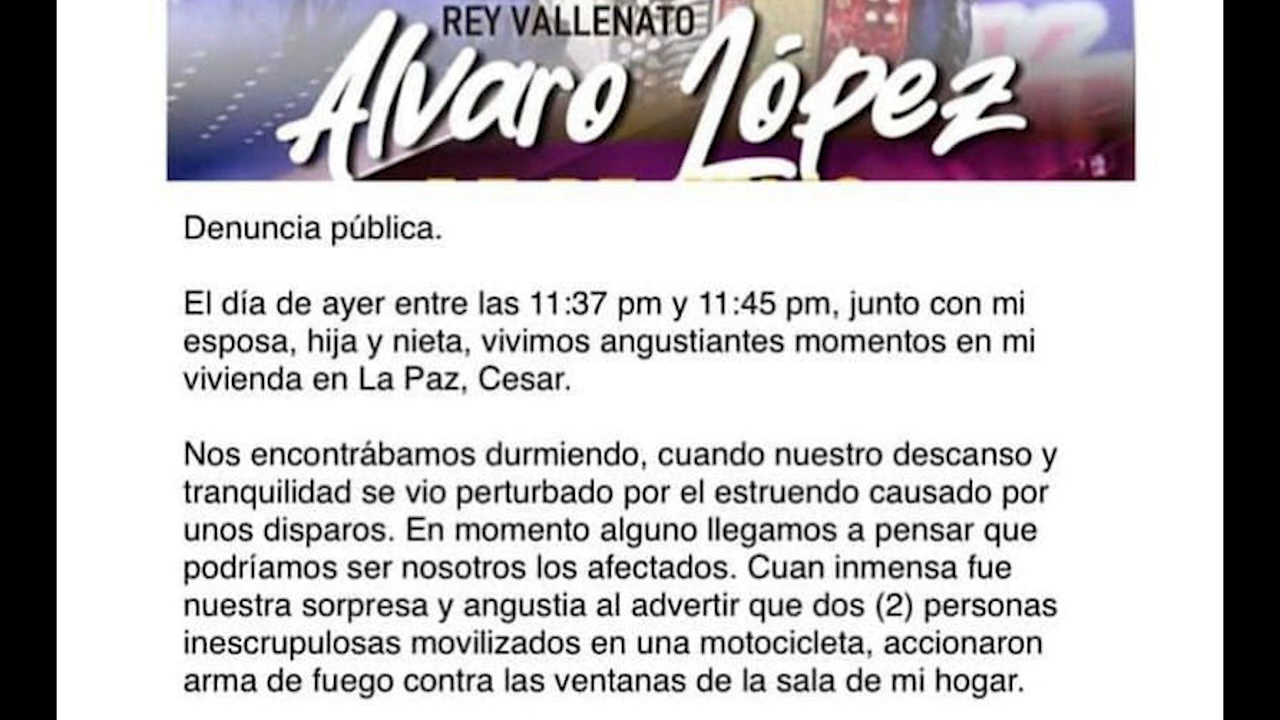 REY VALLENATO
Alvaro López
Denuncia pública.
El día de ayer entre las 11:37 pm y 11:45 pm, junto con mi
esposa, hija y nieta, vivimos angustiantes momentos en mi
vivienda en La Paz, Cesar.
Nos encontrábamos durmiendo, cuando nuestro descanso y
tranquilidad se vio perturbado por el estruendo causado por
unos disparos. En momento alguno llegamos a pensar que
podríamos ser nosotros los afectados. Cuan inmensa fue
nuestra sorpresa y angustia al advertir que dos (2) personas
inescrupulosas movilizados en una motocicleta, accionaron
arma de fuego contra las ventanas de la sala de mi hogar.